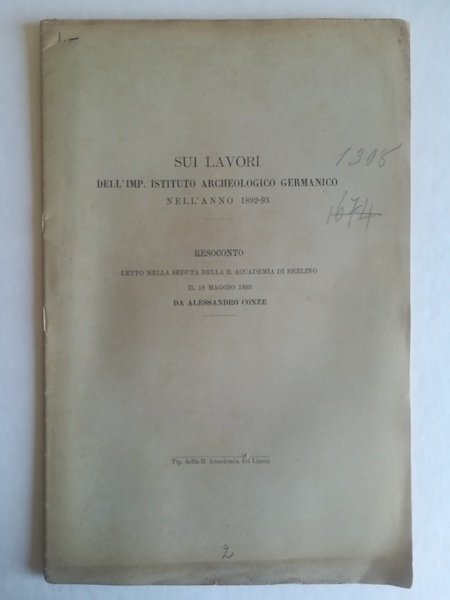 1.-
SUI LAVORI
1308
DELL'IMP. ISTITUTO ARCHEOLOGICO GERMANICO
NELL'ANNO 1892-93
1674
RESOCONTO
LETTO NELLA SEDUTA DELLA R. ACCADEMIA DI BERLINO
IL 18 MAGGIO 1893
DA ALESSANDRO CONZE
Tip. della R. Accademia dei Lincei
2